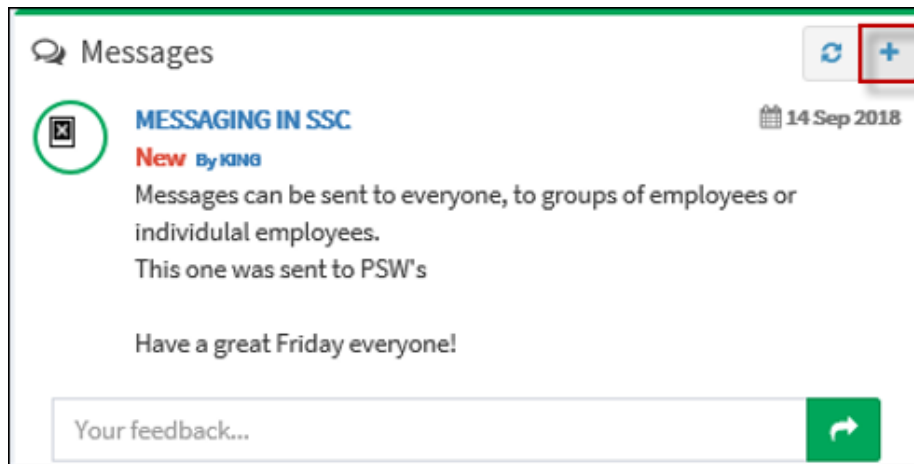 Messages
MESSAGING IN SSC
14 Sep 2018
New By KING
Messages can be sent to everyone, to groups of employees or
individulal employees.
This one was sent to PSW's
Have a great Friday everyone!
Your feedback...